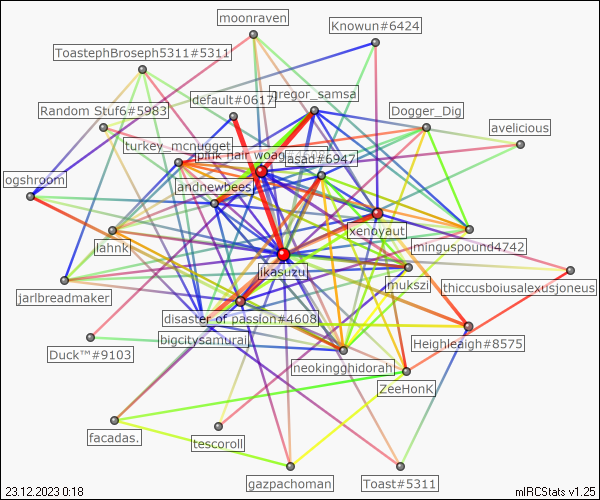 moonraven
Knowun#6424
ToastephBroseph5311#5311
default#0617
gregor_samsa
Random Stuf6#5983
Dogger_Dig
avelicious
turkey_mcnugget
pink hair woag
asad#6947
ogshroom
andnewbees
xenoyaut
lahnki
minguspound4742
jkasuzu
mukszi
thiccusboiusalexusjoneus
jarlbreadmaker
disaster of passion#4608
bigcitysamurai
Heighleaigh#8575
Duck™#9103
neokingghidorah
ZeeHonK
facadas.
tescoroll
gazpachoman
Toast#5311
23.12.2023 0:18
mIRCStats v1.25